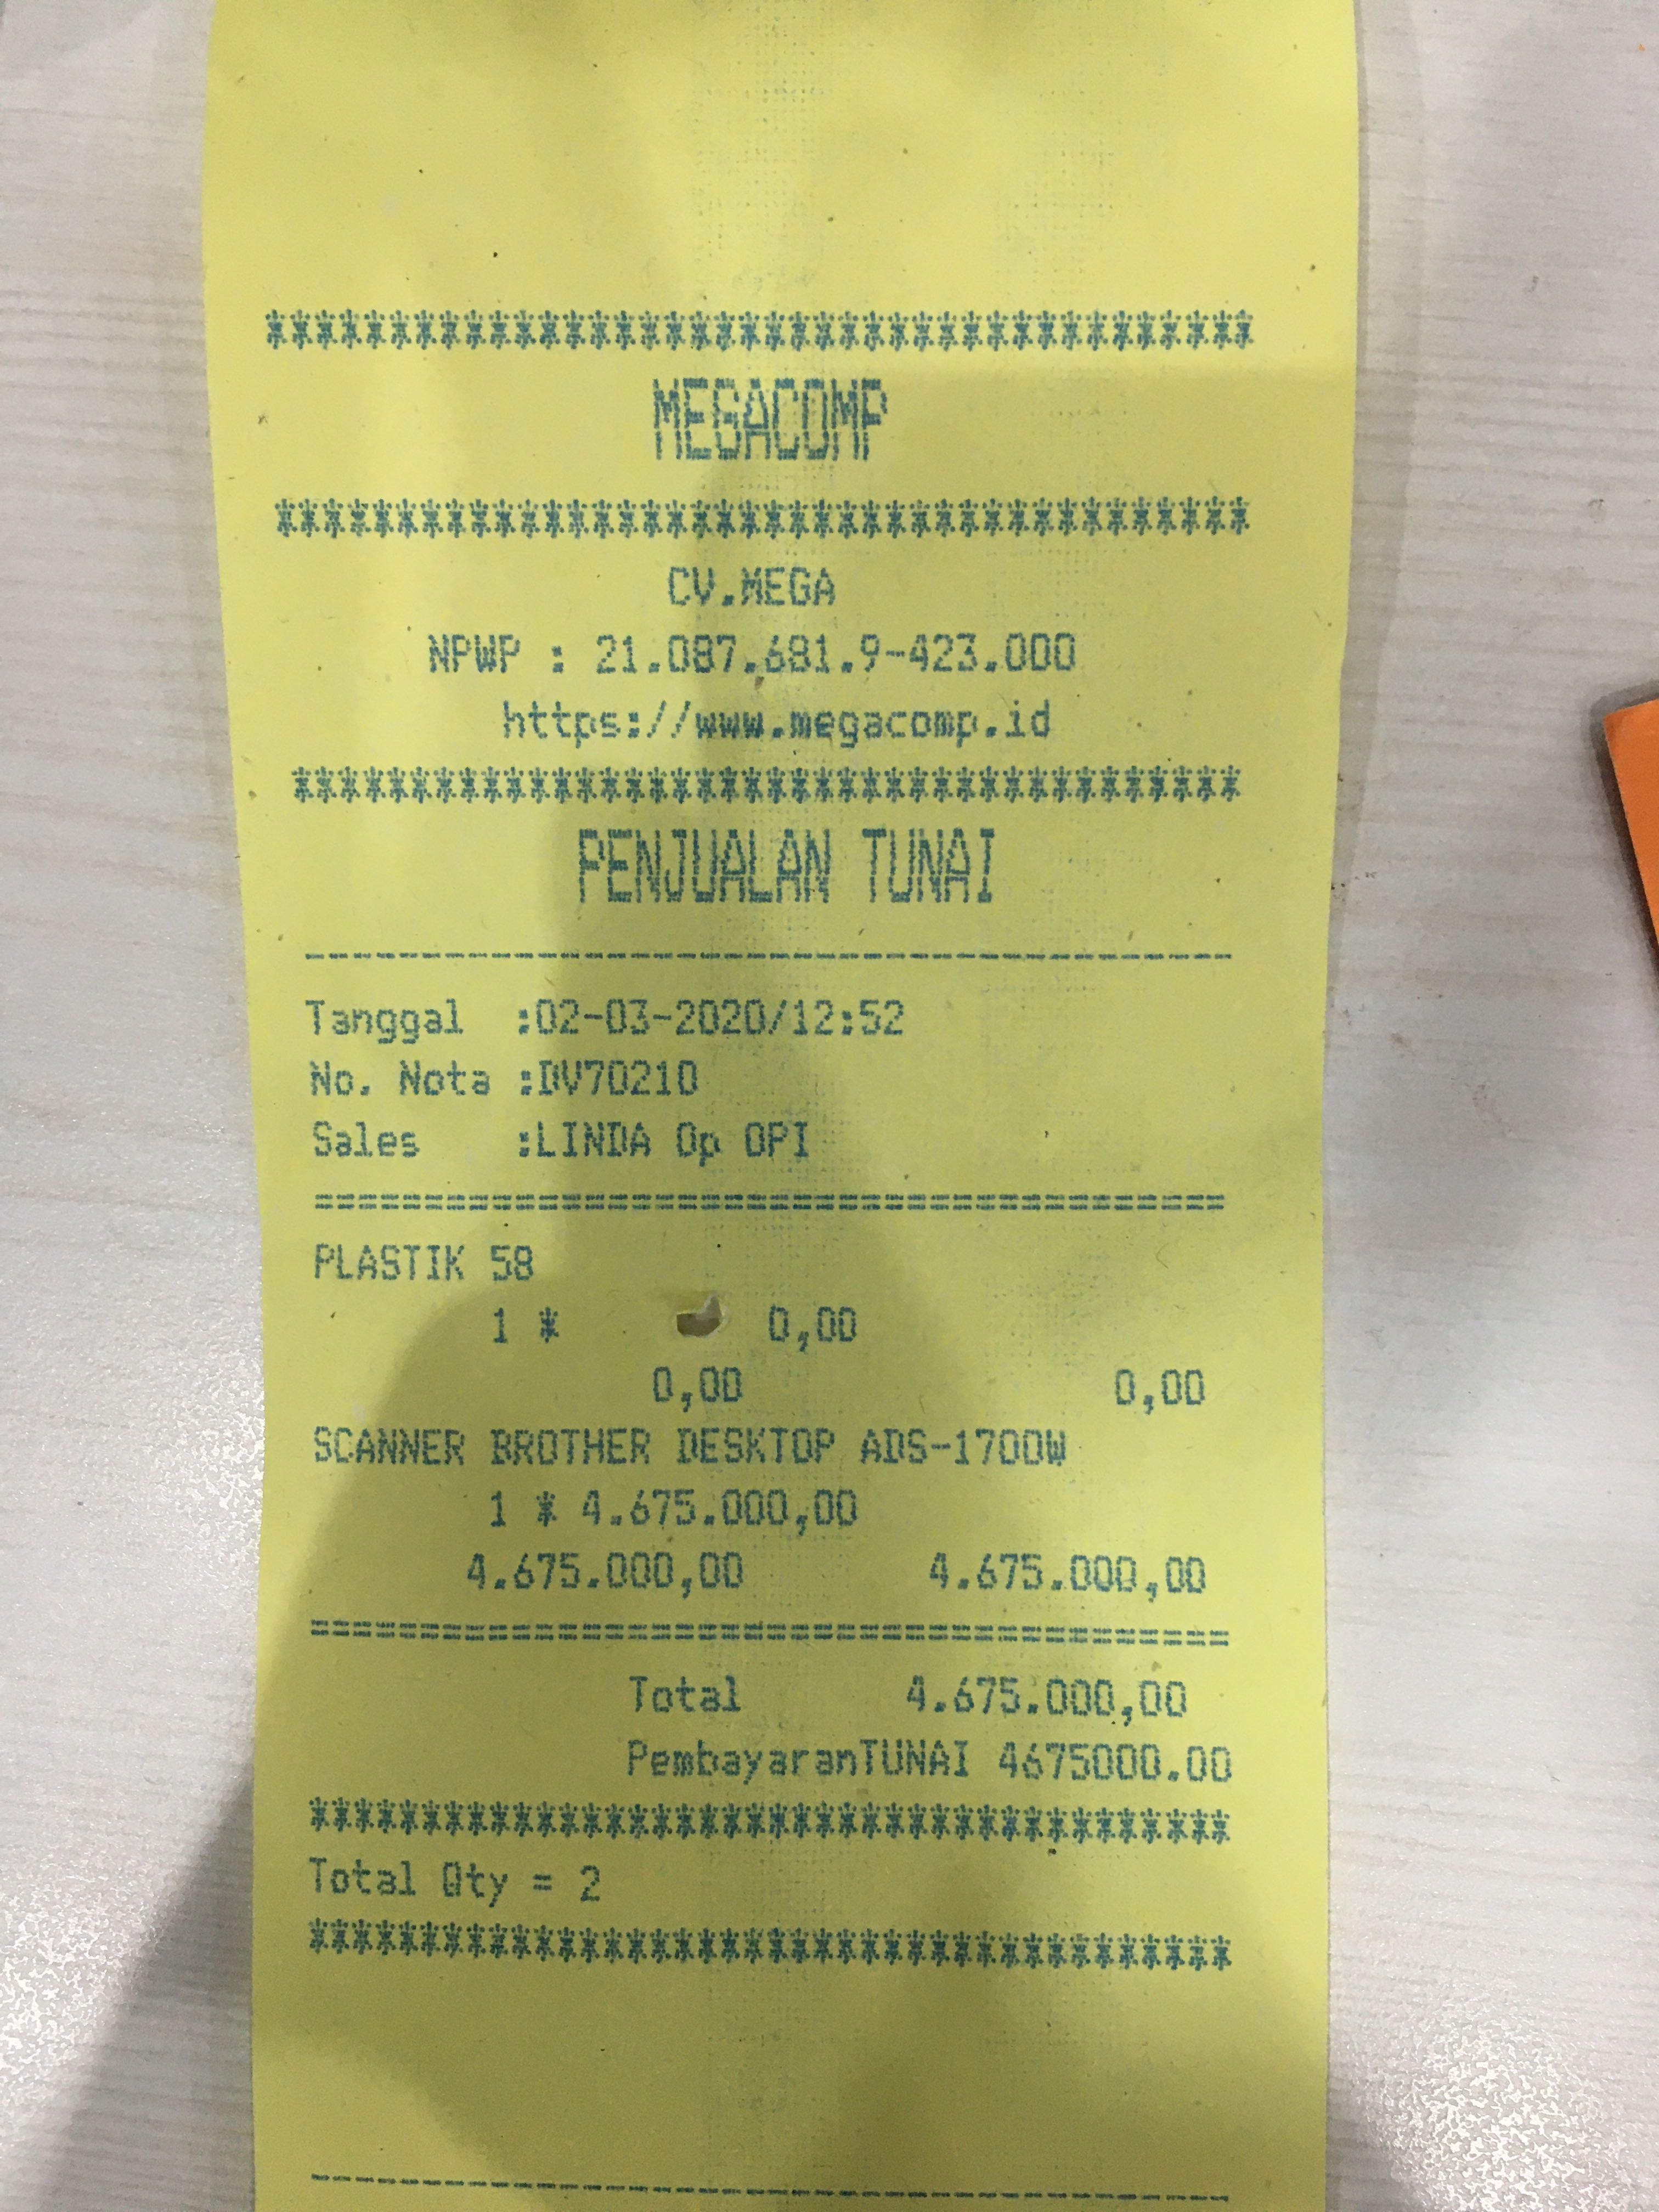 ****************************************
MEGACOMP
****************************************
CV.MEGA
NPWP : 21.087.681.9-423.000
https://www.megacomp.id
****************************************
PENJUALAN TUNAI
----------------------------------------
Tanggal :02-03-2020/12:52
No. Nota :DV70210
Sales :LINDA Op OPI
========================================
PLASTIK 58
1 * 0,00
0,00 0,00
SCANNER BROTHER DESKTOP ADS-1700W
1 * 4.675.000,00
4.675.000,00 4.675.000,00
========================================
Total 4.675.000,00
PembayaranTUNAI 4675000.00
****************************************
Total Qty = 2
****************************************
----------------------------------------